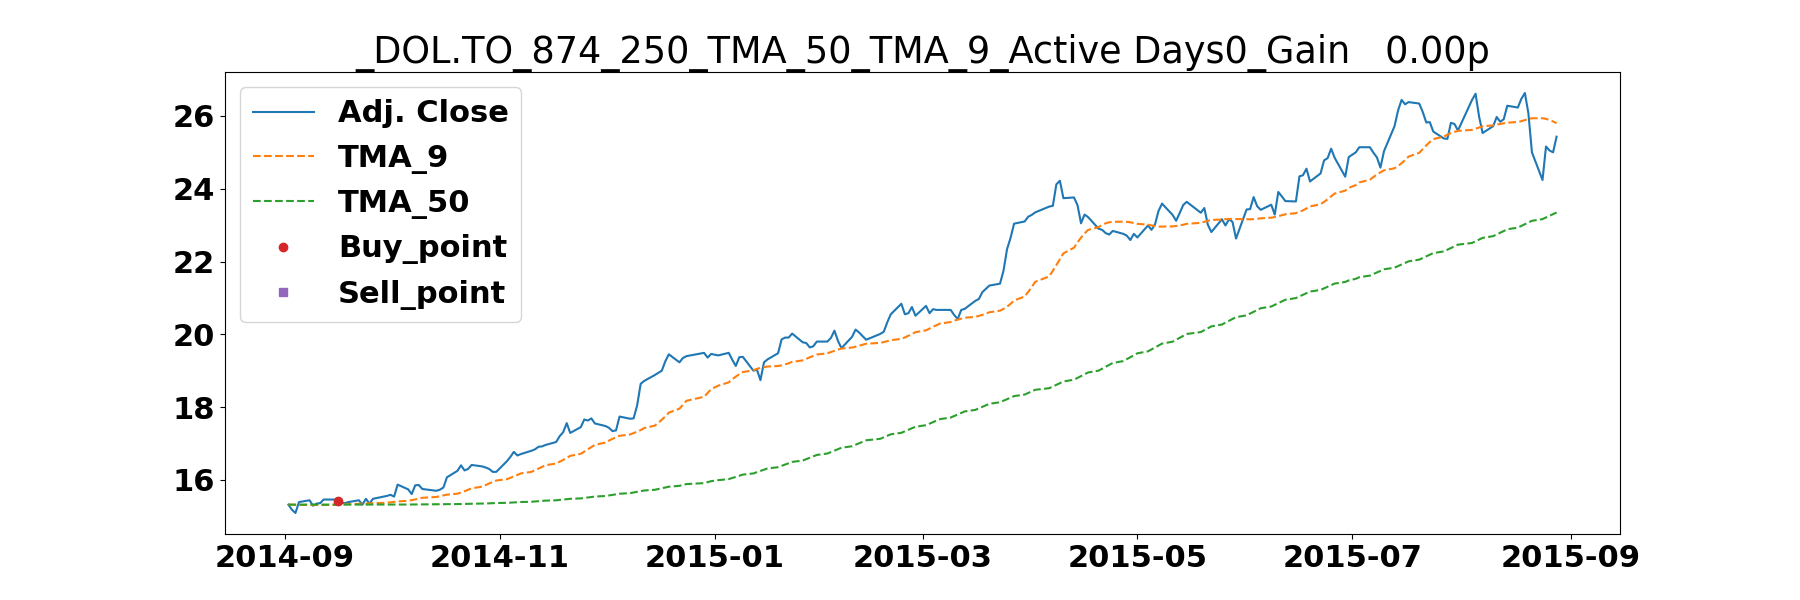 _DOL.TO_874_250_TMA_50_TMA_9_Active Days0_Gain   0.00p
Adj. Close
TMA_9
TMA_50
Buy_point
Sell_point
26
24
22
20
18
16
2014-09 2014-11 2015-01 2015-03 2015-05 2015-07 2015-09